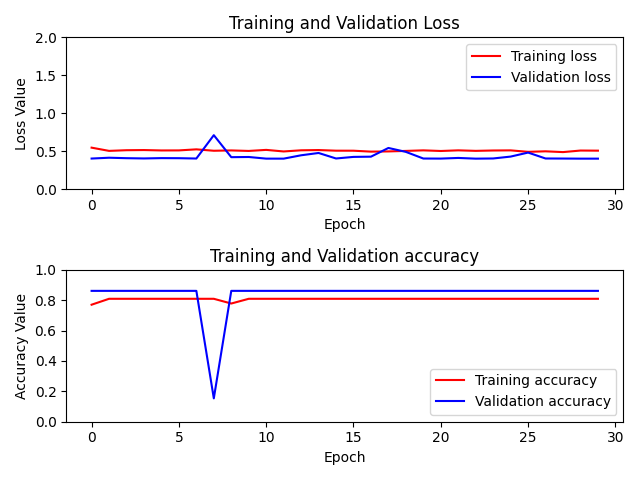 Training and Validation Loss
Loss Value
2.0
1.5
1.0
0.5
0.0
Training loss
Validation loss
0 5 10 15 20 25 30
Epoch
Training and Validation accuracy
Accuracy Value
1.0
0.8
0.6
0.4
0.2
0.0
Training accuracy
Validation accuracy
0 5 10 15 20 25 30
Epoch